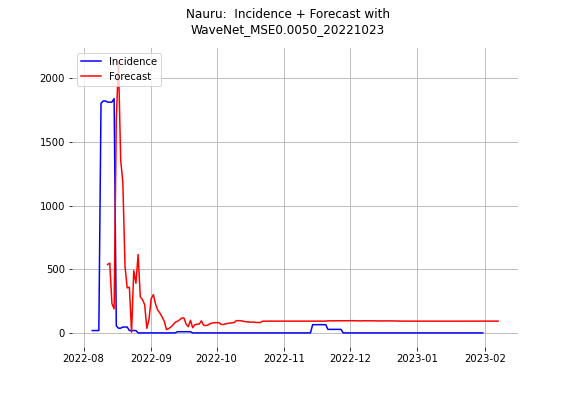 Nauru:  Incidence + Forecast with
WaveNet_MSE0.0050_20221023
Incidence
Forecast
2000
1500
1000
500
0
2022-08 2022-09 2022-10 2022-11 2022-12 2023-01 2023-02